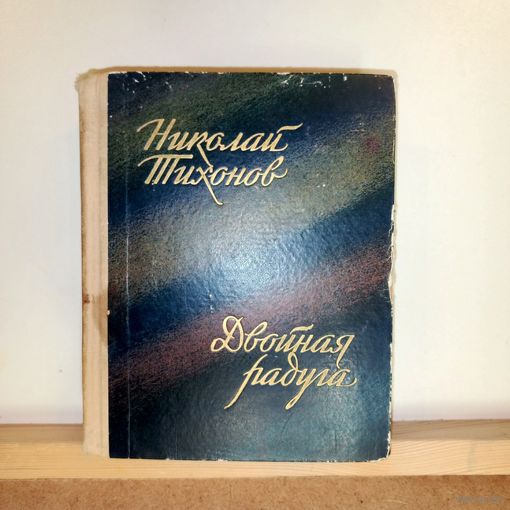 Николай
Тихонов
Двойная
радуга